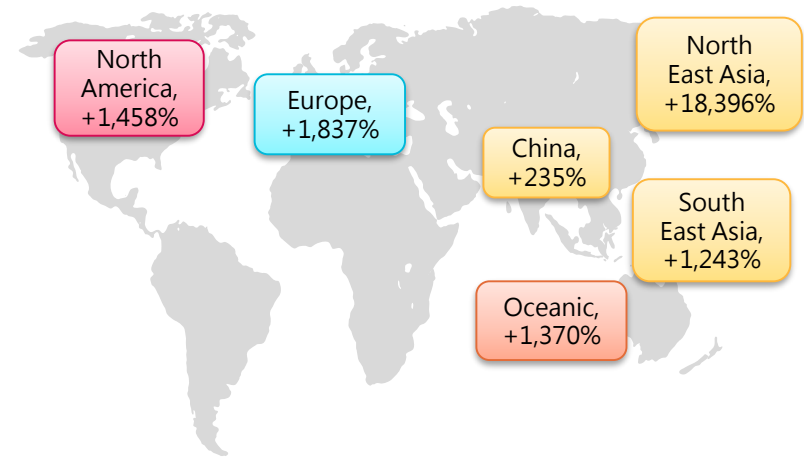 North
America,
+1,458%
Europe,
+1,837%
North
East Asia,
+18,396%
China,
+235%
South
East Asia,
+1,243%
Oceanic,
+1,370%